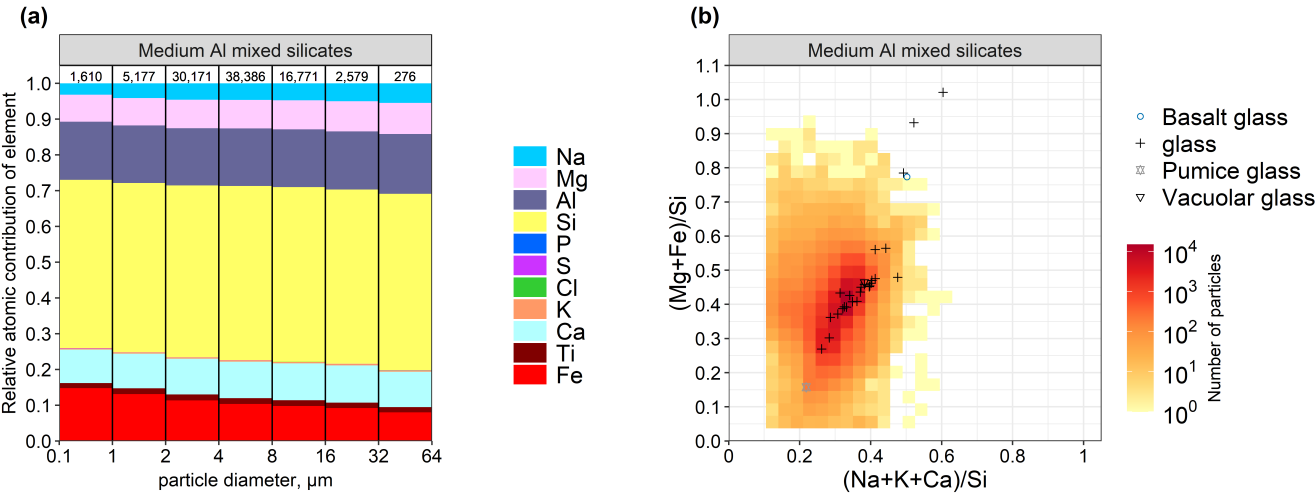 (a)
Medium Al mixed silicates
1,610 5,177 30,171 38,386 16,771 2,579 276
1.0
0.9
0.8
0.7
0.6
0.5
0.4
0.3
0.2
0.1
0.0
Relative atomic contribution of element
0.1 1 2 4 8 16 32 64
particle diameter, µm
Na
Mg
Al
Si
P
S
Cl
K
Ca
Ti
Fe
(b)
Medium Al mixed silicates
1.1
1.0
0.9
0.8
0.7
0.6
0.5
0.4
0.3
0.2
0.1
0.0
(Mg+Fe)/Si
0 0.2 0.4 0.6 0.8 1
(Na+K+Ca)/Si
Basalt glass
glass
Pumice glass
Vacuolar glass
10⁴
10³
10²
10¹
10⁰
Number of particles